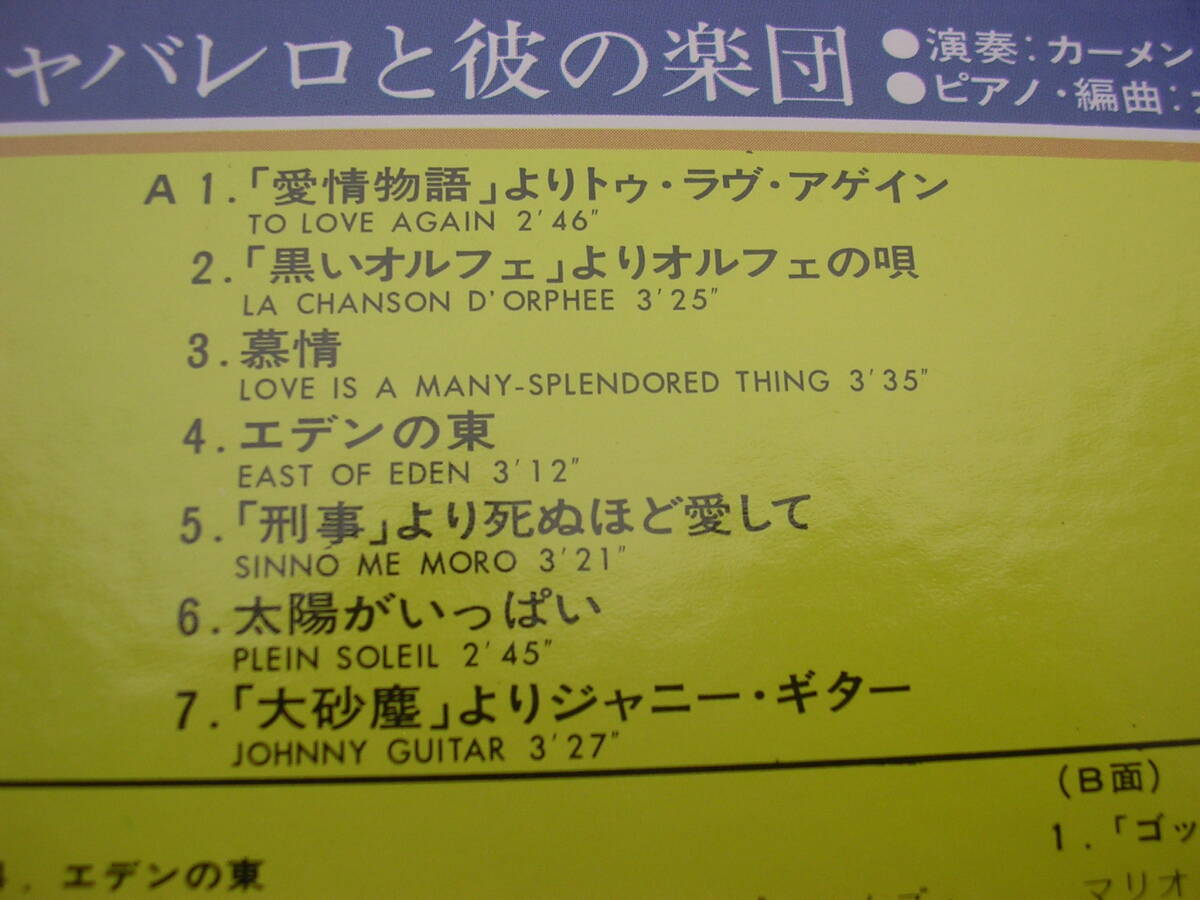 ャバレロと彼の楽団
●演奏：カーメン
●ピアノ・編曲：
A 1.「愛情物語」よりトゥ・ラヴ・アゲイン
TO LOVE AGAIN 2'46"
2.「黒いオルフェ」よりオルフェの唄
LA CHANSON D'ORPHEE 3'25"
3.慕情
LOVE IS A MANY-SPLENDORED THING 3'35"
4.エデンの東
EAST OF EDEN 3'12"
5.「刑事」より死ぬほど愛して
SINNO ME MORO 3'21"
6.太陽がいっぱい
PLEIN SOLEIL 2'45"
7.「大砂塵」よりジャニー・ギター
JOHNNY GUITAR 3'27"
(B面)
1.「ゴッ
エデンの東
マリオ